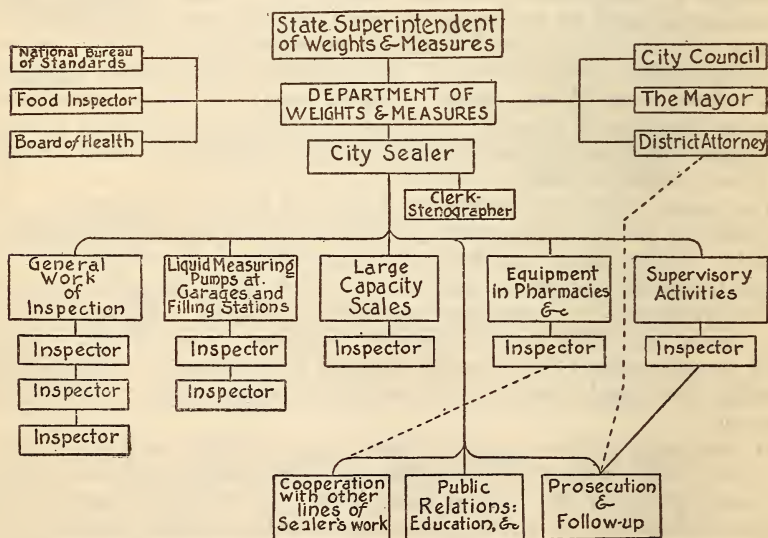 State Superintendent
of Weights & Measures
National Bureau
of Standards
Food Inspector
Board of Health
DEPARTMENT OF
WEIGHTS & MEASURES
City Council
The Mayor
District Attorney
City Sealer
Clerk-
Stenographer
General
Work
of
Inspection
Liquid Measuring
Pumps at.
Garages and
Filling Stations
Large
Capacity
Scales
Equipment
in Pharmacies
&c
Supervisory
Activities
Inspector
Inspector
Inspector
Inspector
Inspector
Inspector
Inspector
Inspector
Cooperation
with other
lines of
Sealer's work
Public
Relations:
Education, &c
Prosecution
&
Follow-up